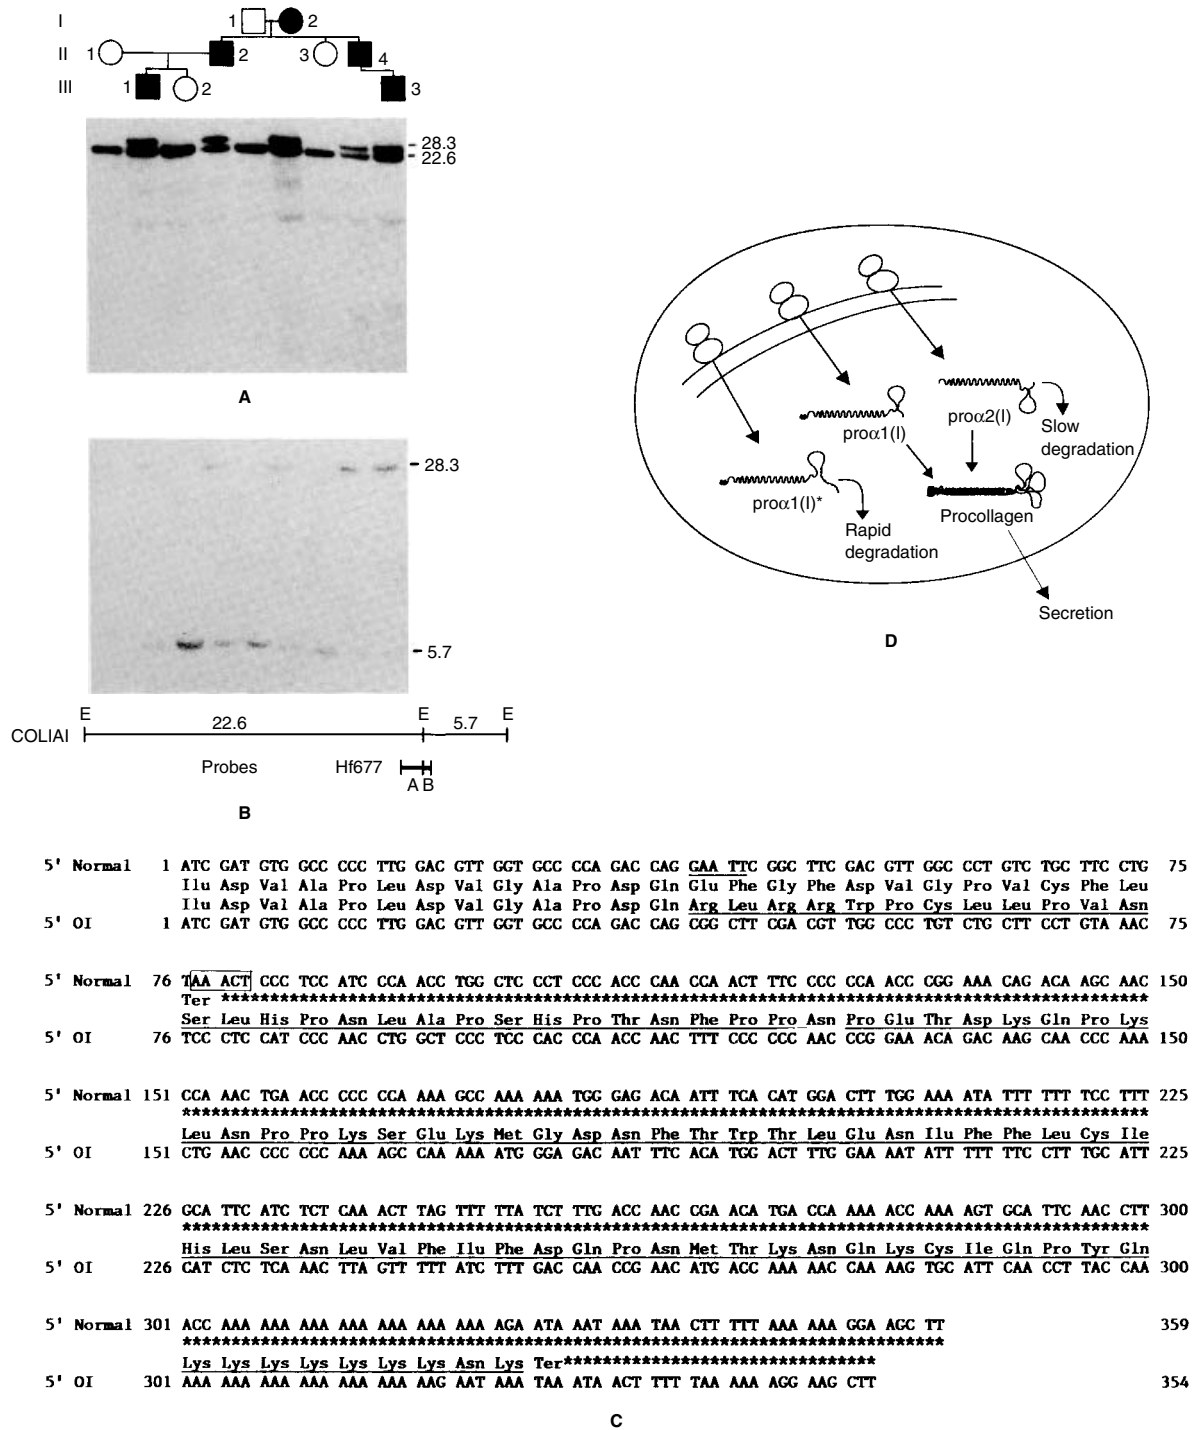 I 1 2
II 1 2 3 4
III 1 2 3
28.3
22.6
A
28.3
5.7
E E E
22.6 5.7
COLIAI
Probes Hf677
A B
B
proα1(I)*
Rapid
degradation
proα1(I)
proα2(I)
Slow
degradation
Procollagen
Secretion
D
5' Normal 1 ATC GAT GTG GCC CCC TTG GAC GTT GGT GCC CCA GAC CAG GAA TTC GGC TTC GAC GTT GGC CCT GTC TGC TTC CTG 75
Ilu Asp Val Ala Pro Leu Asp Val Gly Ala Pro Asp Gln Glu Phe Gly Phe Asp Val Gly Pro Val Cys Phe Leu
Ilu Asp Val Ala Pro Leu Asp Val Gly Ala Pro Asp Gln Arg Leu Arg Arg Trp Pro Cys Leu Leu Pro Val Asn
5' OI 1 ATC GAT GTG GCC CCC TTG GAC GTT GGT GCC CCA GAC CAG CGG CTT CGA CGT TGG CCC TGT CTG CTT CCT GTA AAC 75
5' Normal 76 TAA ACT CCC TCC ATC CCA ACC TGG CTC CCT CCC ACC CAA CCA ACT TTC CCC CCA ACC CGG AAA CAG ACA AGC AAC 150
Ter ****
Ser Leu His Pro Asn Leu Ala Pro Ser His Pro Thr Asn Phe Pro Pro Asn Pro Glu Thr Asp Lys Gln Pro Lys
5' OI 76 TCC CTC CAT CCC AAC CTG GCT CCC TCC CAC CCA ACC AAC TTT CCC CCC AAC CCG GAA ACA GAC AAG CAA CCC AAA 150
5' Normal 151 CCA AAC TGA ACC CCC CCA AAA GCC AAA AAA TGG GAG ACA ATT TCA CAT GGA CTT TGG AAA ATA TTT TTT TCC TTT 225
Leu Asn Pro Pro Lys Ser Glu Lys Met Gly Asp Asn Phe Thr Trp Thr Leu Glu Asn Ilu Phe Phe Leu Cys Ile
5' OI 151 CTG AAC CCC CCC AAA AGC CAA AAA ATG GGA GAC AAT TTC ACA TGG ACT TTG GAA AAT ATT TTT TTC CTT TGC ATT 225
5' Normal 226 GCA TTC ATC TCT CAA ACT TAG TTT TTA TCT TTG ACC AAC CGA ACA TGA CCA AAA ACC AAA AGT GCA TTC AAC CTT 300
His Leu Ser Asn Leu Val Phe Ilu Phe Asp Gln Pro Asn Met Thr Lys Asn Gln Lys Cys Ile Gln Pro Tyr Gln
5' OI 226 CAT CTC TCA AAC TTA GTT TTT ATC TTT GAC CAA CCG AAC ATG ACC AAA AAC CAA AAG TGC ATT CAA CCT TAC CAA 300
5' Normal 301 ACC AAA AAA AAA AAA AAA AAA AAA AGA ATA AAT AAA TAA CTT TTT AAA AAA GGA AGC TT 359
Lys Lys Lys Lys Lys Lys Lys Asn Lys Ter****
5' OI 301 AAA AAA AAA AAA AAA AAA AAG AAT AAA TAA ATA ACT TTT TAA AAA AGG AAG CTT 354
C